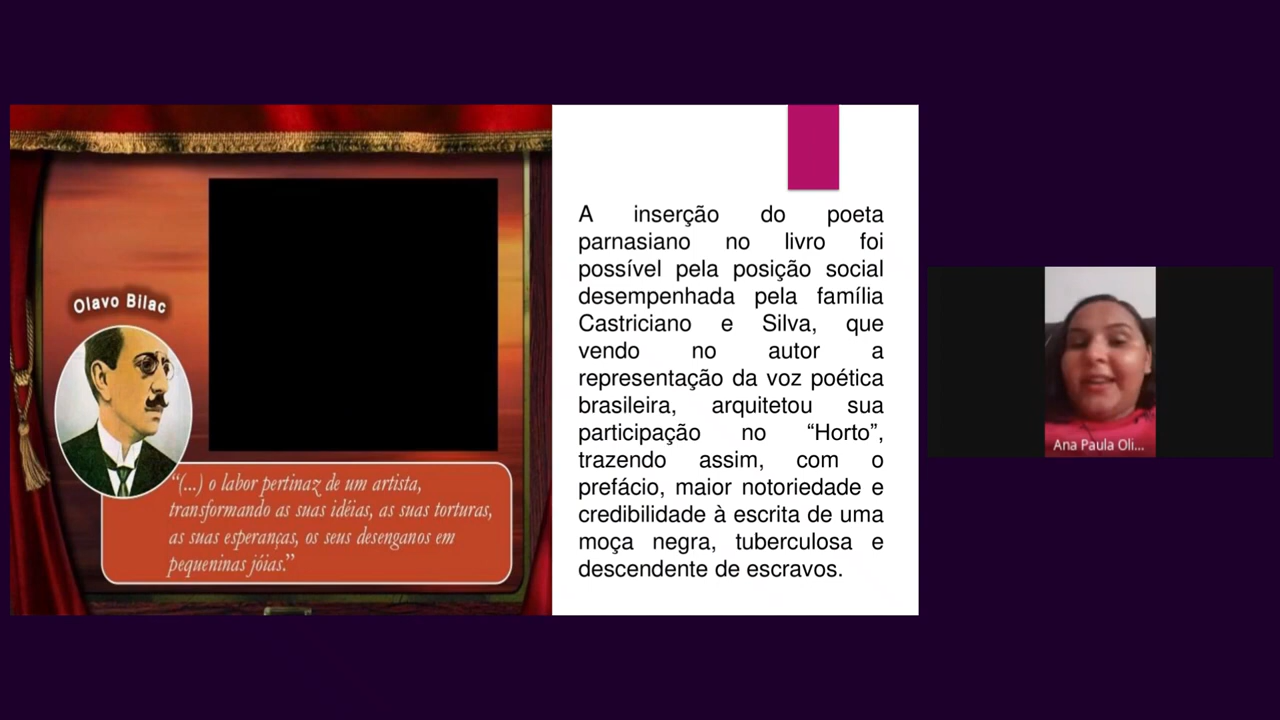 Olavo Bilac
“(...) o labor pertinaz de um artista,
transformando as suas idéias, as suas torturas,
as suas esperanças, os seus desenganos em
pequeninas jóias.”
A inserção do poeta
parnasiano no livro foi
possível pela posição social
desempenhada pela família
Castriciano e Silva, que
vendo no autor a
representação da voz poética
brasileira, arquitetou sua
participação no “Horto”,
trazendo assim, com o
prefácio, maior notoriedade e
credibilidade à escrita de uma
moça negra, tuberculosa e
descendente de escravos.
Ana Paula Oli...